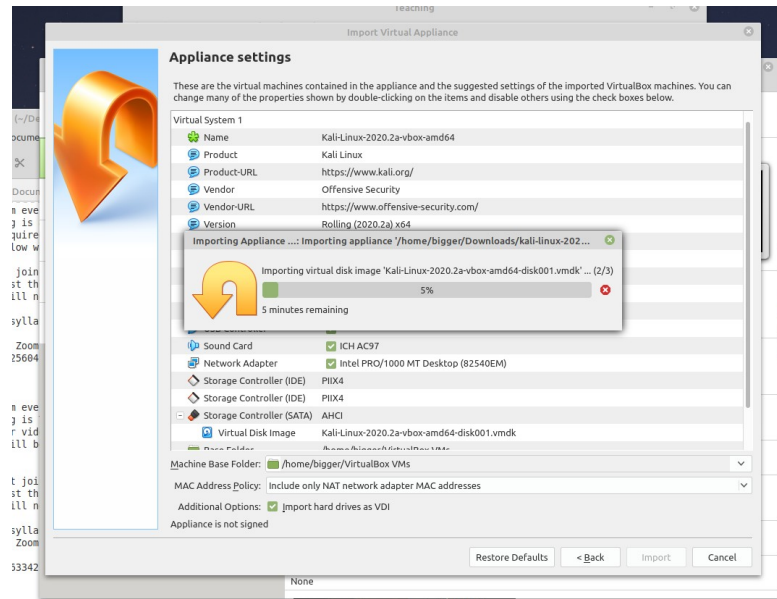 Teaching
Import Virtual Appliance
Appliance settings
These are the virtual machines contained in the appliance and the suggested settings of the imported VirtualBox machines. You can
change many of the properties shown by double-clicking on the items and disable others using the check boxes below.
Virtual System 1
Name Kali-Linux-2020.2a-vbox-amd64
Product Kali Linux
Product-URL https://www.kali.org/
Vendor Offensive Security
Vendor-URL https://www.offensive-security.com/
Version Rolling (2020.2a) x64
Importing Appliance ...: Importing appliance '/home/bigger/Downloads/kali-linux-202...
Importing virtual disk image 'Kali-Linux-2020.2a-vbox-amd64-disk001.vmdk' ... (2/3)
5%
5 minutes remaining
USB Controller
Sound Card ICH AC97
Network Adapter Intel PRO/1000 MT Desktop (82540EM)
Storage Controller (IDE) PIIX4
Storage Controller (IDE) PIIX4
Storage Controller (SATA) AHCI
Virtual Disk Image Kali-Linux-2020.2a-vbox-amd64-disk001.vmdk
Base Folder /home/bigger/VirtualBox VMs
Machine Base Folder: /home/bigger/VirtualBox VMs
MAC Address Policy: Include only NAT network adapter MAC addresses
Additional Options: Import hard drives as VDI
Appliance is not signed
Restore Defaults < Back Import Cancel
None
(~/De
ocume
Docum
n eve
g is
quire
low w
join
st th
ill n
sylla
Zoom
25604
n eve
g is
r vid
ill b
t joi
st th
ill n
sylla
Zoom
53342